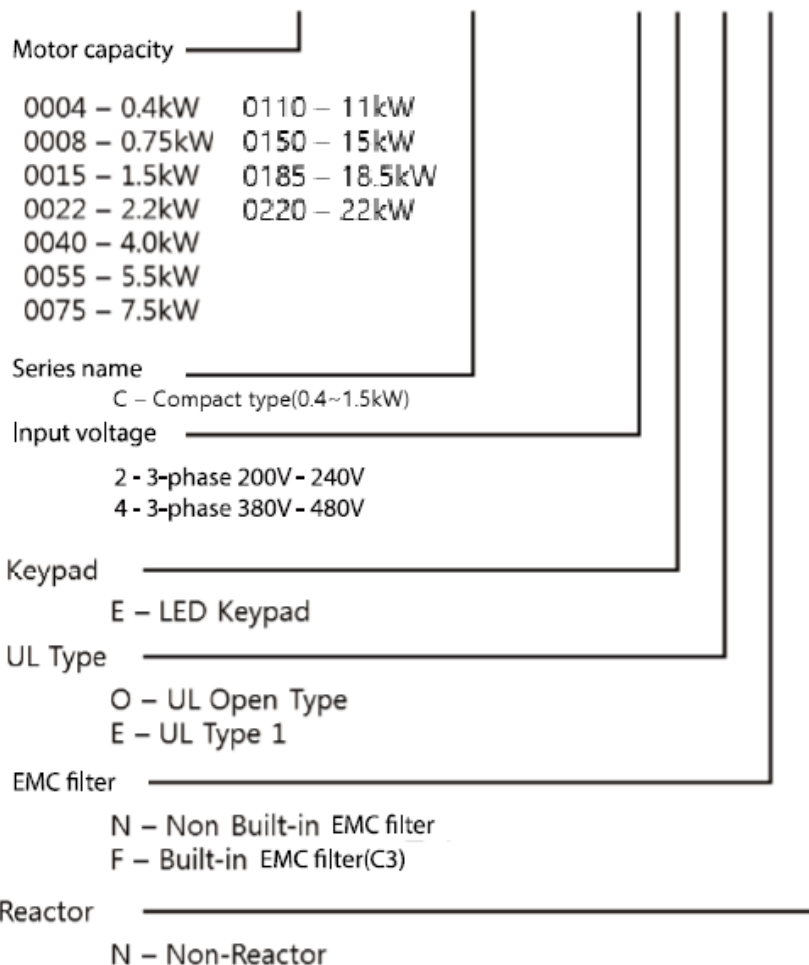 Motor capacity
0004 – 0.4kW 0110 – 11kW
0008 – 0.75kW 0150 – 15kW
0015 – 1.5kW 0185 – 18.5kW
0022 – 2.2kW 0220 – 22kW
0040 – 4.0kW
0055 – 5.5kW
0075 – 7.5kW
Series name
C – Compact type(0.4~1.5kW)
Input voltage
2 - 3-phase 200V - 240V
4 - 3-phase 380V - 480V
Keypad
E – LED Keypad
UL Type
O – UL Open Type
E – UL Type 1
EMC filter
N – Non Built-in EMC filter
F – Built-in EMC filter(C3)
Reactor
N – Non-Reactor